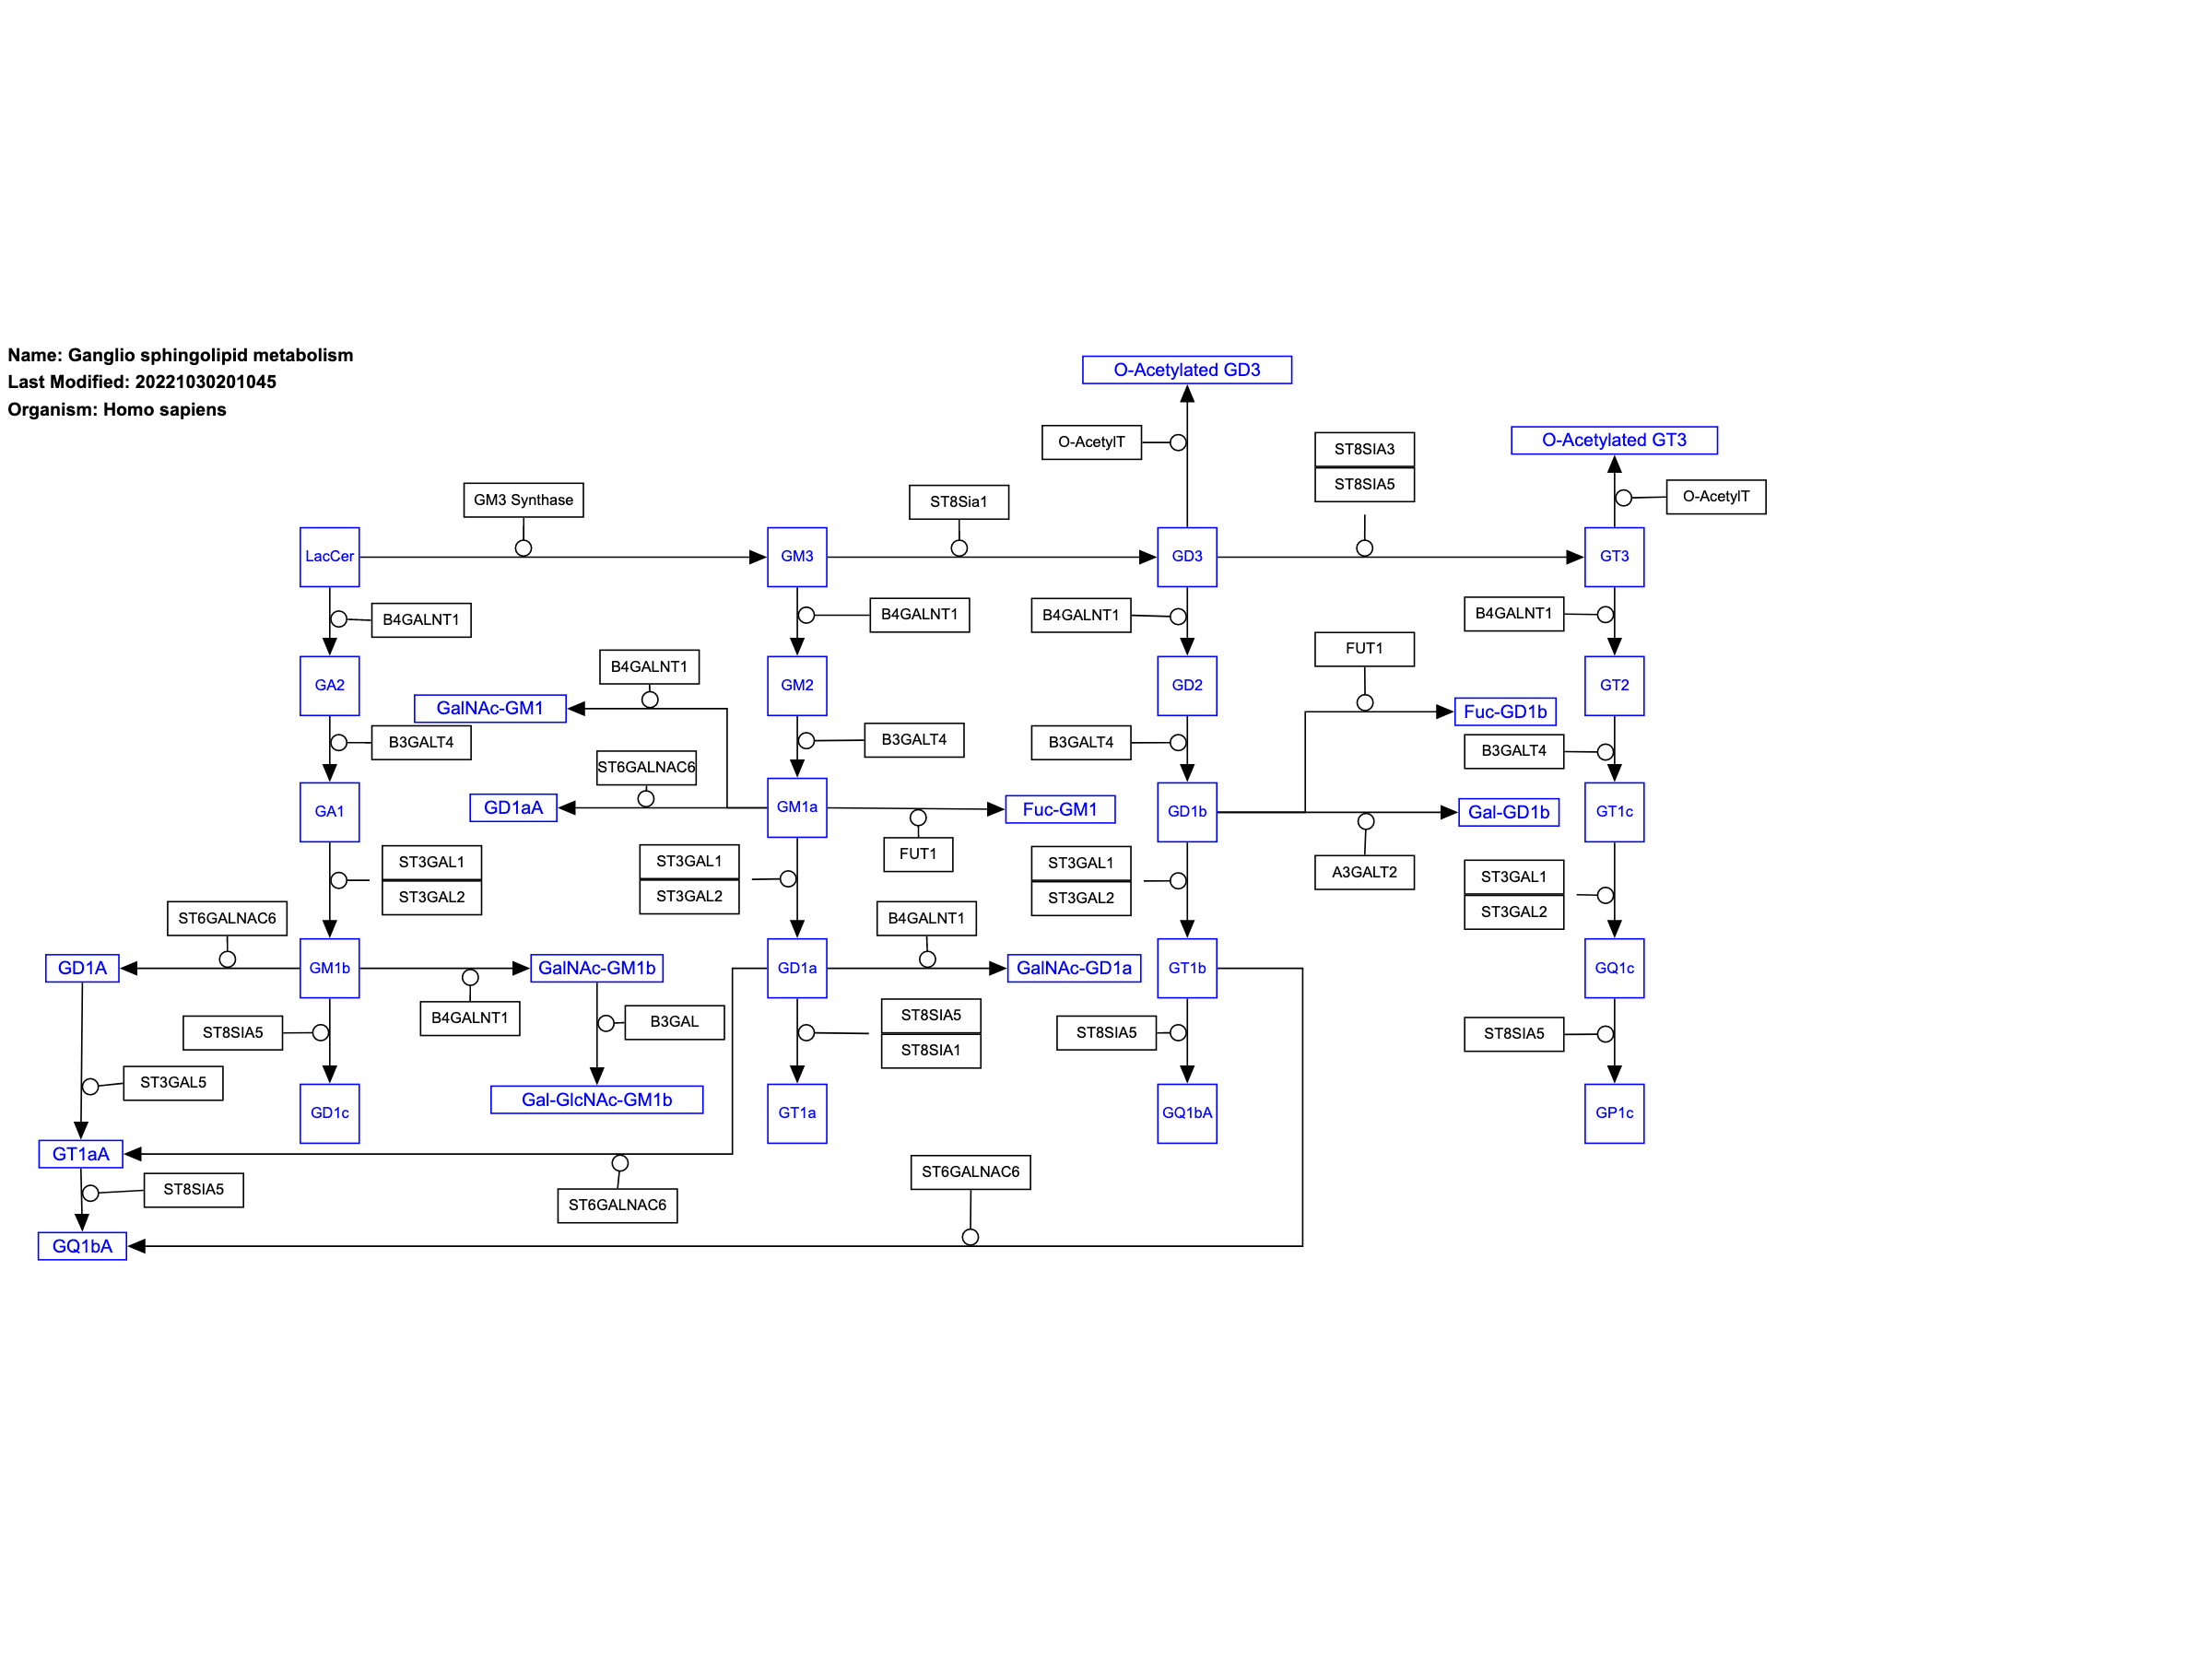 Name: Ganglio sphingolipid metabolism
Last Modified: 20221030201045
Organism: Homo sapiens
O-Acetylated GD3
O-AcetylT
ST8SIA3
ST8SIA5
O-Acetylated GT3
O-AcetylT
GM3 Synthase
ST8Sia1
LacCer
GM3
GD3
GT3
B4GALNT1
B4GALNT1
B4GALNT1
B4GALNT1
FUT1
B4GALNT1
GA2
GM2
GD2
GT2
GalNAc-GM1
Fuc-GD1b
B3GALT4
B3GALT4
B3GALT4
B3GALT4
ST6GALNAC6
GA1
GD1aA
GM1a
Fuc-GM1
GD1b
Gal-GD1b
GT1c
FUT1
ST3GAL1
ST3GAL2
ST3GAL1
ST3GAL2
ST3GAL1
ST3GAL2
A3GALT2
ST3GAL1
ST3GAL2
ST6GALNAC6
B4GALNT1
GD1A
GM1b
GalNAc-GM1b
GD1a
GalNAc-GD1a
GT1b
GQ1c
ST8SIA5
B4GALNT1
B3GAL
ST8SIA5
ST8SIA1
ST8SIA5
ST8SIA5
ST3GAL5
GD1c
Gal-GlcNAc-GM1b
GT1a
GQ1bA
GP1c
GT1aA
ST8SIA5
ST6GALNAC6
ST6GALNAC6
GQ1bA